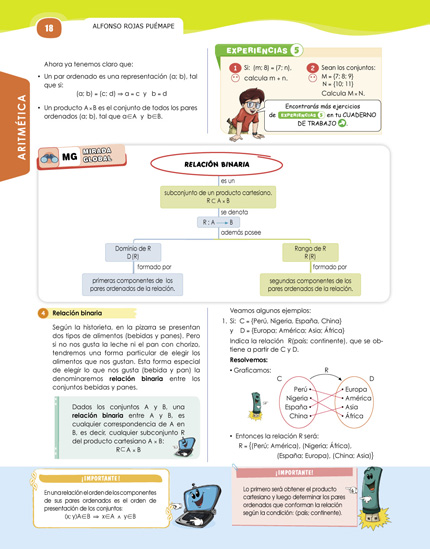 18
ALFONSO ROJAS PUÉMAPE
ARITMÉTICA
Ahora ya tenemos claro que:
• Un par ordenado es una representación (a; b), tal
que si:
(a; b) = (c; d) ⇒ a = c y b = d
• Un producto A×B es el conjunto de todos los pares
ordenados (a; b), tal que a∈A y b∈B.
EXPERIENCIAS 5
1 Si: (m; 8) = (7; n),
calcula m + n.
2 Sean los conjuntos:
M = {7; 8; 9}
N = {10; 11}
Calcula M × N.
Encontrarás más ejercicios
de EXPERIENCIAS 5 en tu CUADERNO
DE TRABAJO
MG MIRADA
GLOBAL
RELACIÓN BINARIA
es un
subconjunto de un producto cartesiano.
R ⊂ A × B
se denota
R : A → B
además posee
Dominio de R
D(R)
Rango de R
R(R)
formado por
formado por
primeras componentes de los
pares ordenados de la relación.
segundas componentes de los
pares ordenados de la relación.
4 Relación binaria
Según la historieta, en la pizarra se presentan
dos tipos de alimentos (bebidas y panes). Pero
si no nos gusta la leche ni el pan con chorizo,
tendremos una forma particular de elegir los
alimentos que nos gustan. Esta forma especial
de elegir lo que nos gusta (bebida y pan) la
denominaremos relación binaria entre los
conjuntos bebidas y panes.
Dados los conjuntos A y B, una
relación binaria entre A y B, es
cualquier correspondencia de A en
B, es decir, cualquier subconjunto R
del producto cartesiano A × B:
R⊂A × B
Veamos algunos ejemplos:
1. Si: C = {Perú, Nigeria, España, China}
y D = {Europa; América; Asia; África}
Indica la relación R(país; continente), que se ob-
tiene a partir de C y D.
Resolvemos:
• Graficamos:
R
C
D
Perú
Nigeria
España
China
Europa
América
Asia
África
• Entonces la relación R será:
R = {(Perú; América), (Nigeria; África),
(España; Europa), (China; Asia)}
¡IMPORTANTE!
En una relación el orden de los componentes
de sus pares ordenados es el orden de
presentación de los conjuntos:
(x; y)A∈B ⇒ x∈A ∧ y∈B
¡IMPORTANTE!
Lo primero será obtener el producto
cartesiano y luego determinar los pares
ordenados que conforman la relación
según la condición: (país; continente).